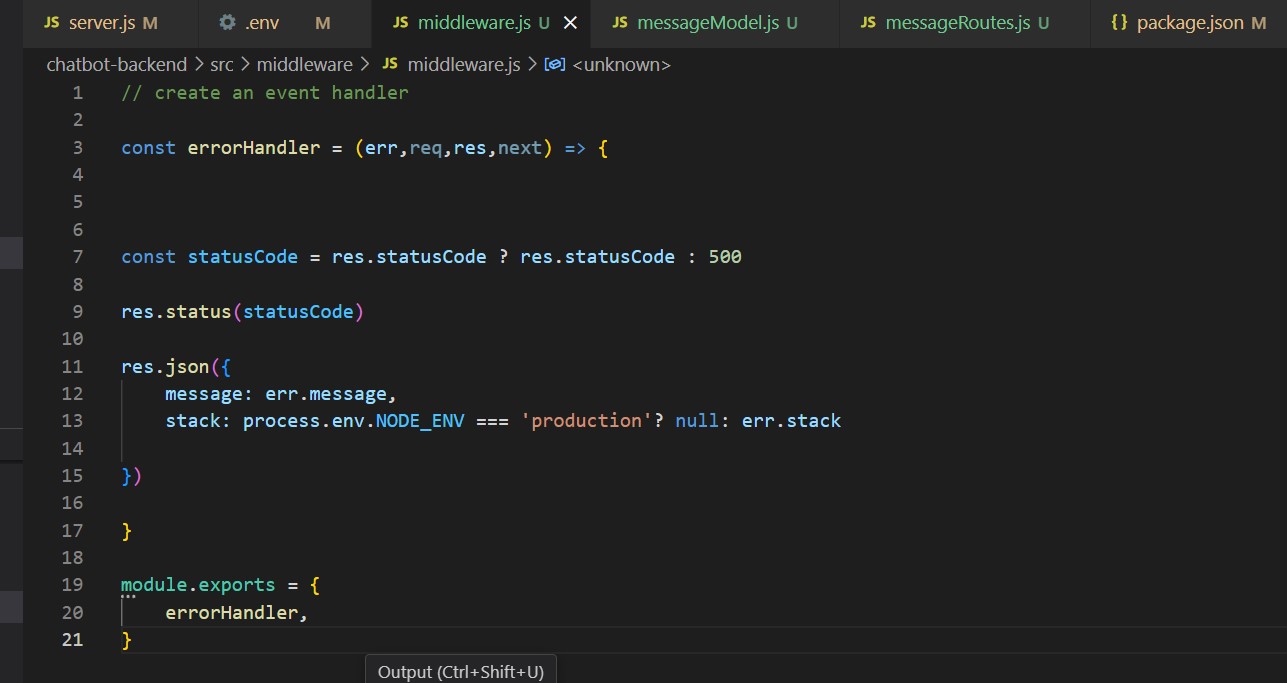 JS server.js M .env M JS middleware.js U × JS messageModel.js U JS messageRoutes.js U {} package.json M
chatbot-backend > src > middleware > JS middleware.js > <unknown>
1 // create an event handler
2
3 const errorHandler = (err,req,res,next) => {
4
5
6
7 const statusCode = res.statusCode ? res.statusCode : 500
8
9 res.status(statusCode)
10
11 res.json({
12 message: err.message,
13 stack: process.env.NODE_ENV === 'production'? null: err.stack
14
15 })
16
17 }
18
19 module.exports = {
20 errorHandler,
21 }
Output (Ctrl+Shift+U)